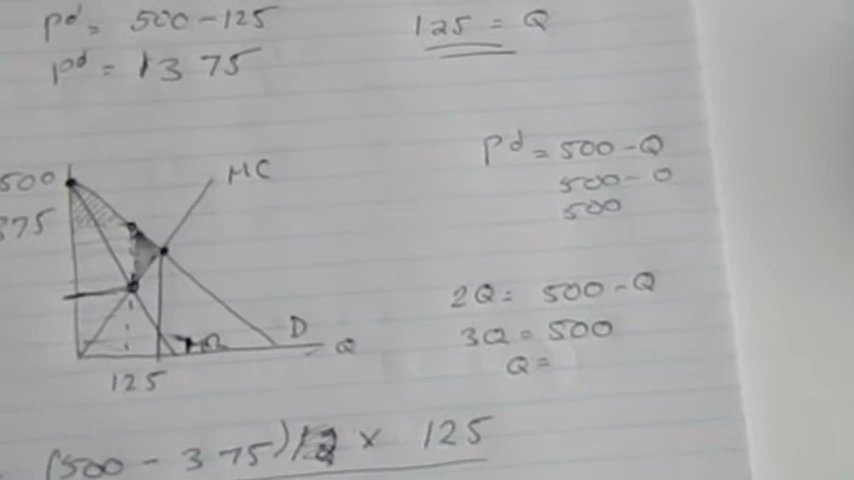 pd = 500 - 125
125 = Q
pd = 1375
MC
500
375
pd = 500 - Q
500 - 0
500
2Q = 500 - Q
3Q = 500
Q =
D
Q
125
(500 - 375) × 125